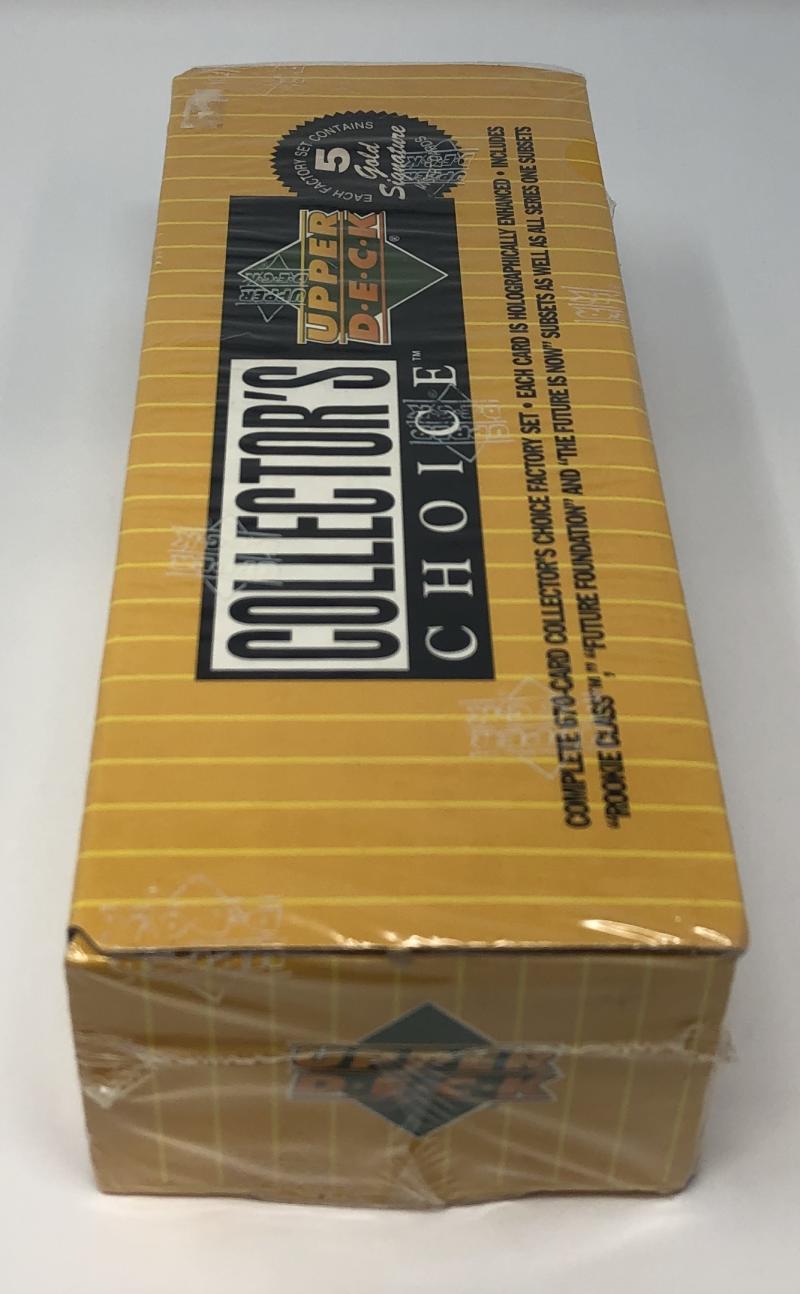 EACH FACTORY SET CONTAINS
5
Gold
Signature
UPPER
D·E·C·K®
COLLECTOR'S
CHOICE™
COMPLETE 670-CARD COLLECTOR'S CHOICE FACTORY SET • EACH CARD IS HOLOGRAPHICALLY ENHANCED • INCLUDES
"ROOKIE CLASS"™," "FUTURE FOUNDATION" AND "THE FUTURE IS NOW" SUBSETS AS WELL AS ALL SERIES ONE SUBSETS
UPPER
D·E·C·K